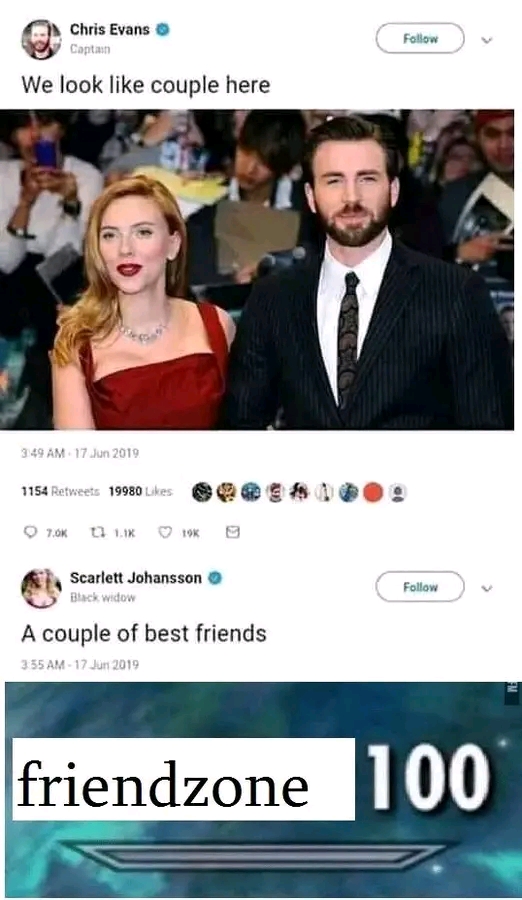 Chris Evans
Follow
Captain
We look like couple here
3:49 AM - 17 Jun 2019
1154 Retweets 19980 Likes
7.0K 1.1K 19K
Scarlett Johansson
Follow
Black widow
A couple of best friends
3:55 AM - 17 Jun 2019
friendzone 100